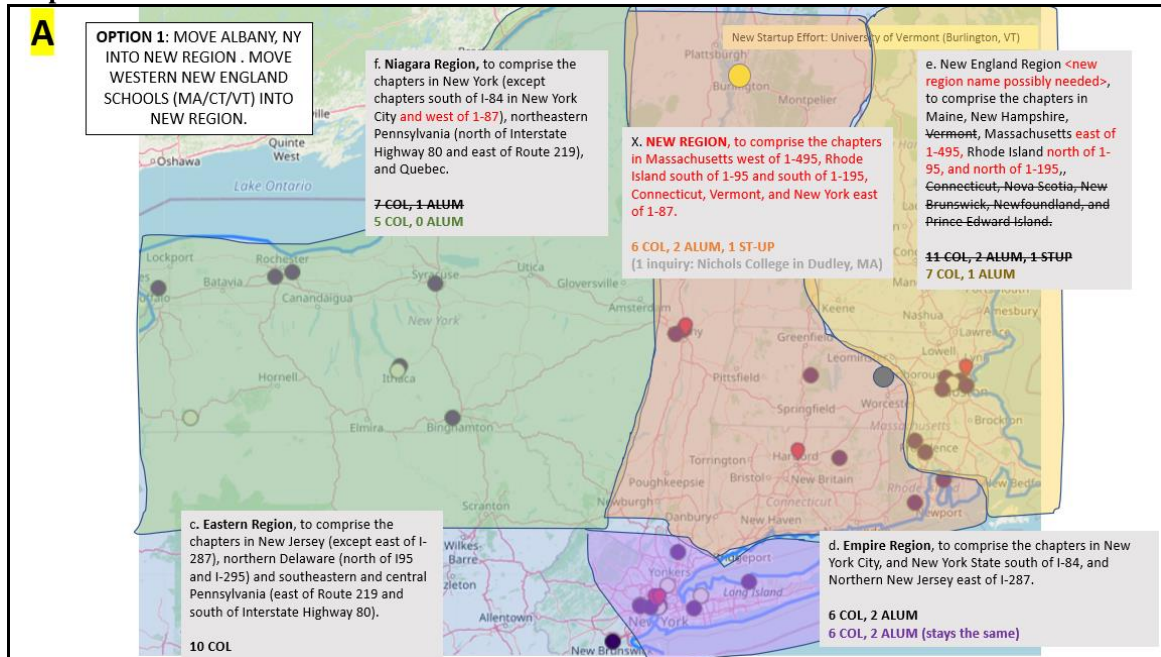 A
OPTION 1: MOVE ALBANY, NY
INTO NEW REGION . MOVE
WESTERN NEW ENGLAND
SCHOOLS (MA/CT/VT) INTO
NEW REGION.
f. Niagara Region, to comprise the
chapters in New York (except
chapters south of I-84 in New York
City and west of 1-87), northeastern
Pennsylvania (north of Interstate
Highway 80 and east of Route 219),
and Quebec.
7 COL, 1 ALUM
5 COL, 0 ALUM
New Startup Effort: University of Vermont (Burlington, VT)
X. NEW REGION, to comprise the chapters
in Massachusetts west of 1-495, Rhode
Island south of 1-95 and south of 1-195,
Connecticut, Vermont, and New York east
of 1-87.
6 COL, 2 ALUM, 1 ST-UP
(1 inquiry: Nichols College in Dudley, MA)
e. New England Region <new
region name possibly needed>,
to comprise the chapters in
Maine, New Hampshire,
Vermont, Massachusetts east of
1-495, Rhode Island north of 1-
95, and north of 1-195,,
Connecticut, Nova Scotia, New
Brunswick, Newfoundland, and
Prince Edward Island.
11 COL, 2 ALUM, 1 STUP
7 COL, 1 ALUM
c. Eastern Region, to comprise the
chapters in New Jersey (except east of I-
287), northern Delaware (north of I95
and I-295) and southeastern and central
Pennsylvania (east of Route 219 and
south of Interstate Highway 80).
10 COL
d. Empire Region, to comprise the chapters in New
York City, and New York State south of I-84, and
Northern New Jersey east of I-287.
6 COL, 2 ALUM
6 COL, 2 ALUM (stays the same)
Plattsburgh
Burlington
Montpelier
Oshawa
Quinte
West
Lake Ontario
Lockport
Rochester
Batavia
Canandaigua
Syracuse
Utica
Gloversville
Amsterdam
New York
Hornell
Ithaca
Elmira
Binghamton
Keene
Greenfield
Nashua
Amesbury
Lawrence
Lowell
Lyn
Leominster
Pittsfield
Worcester
Springfield
Massachusetts
Brockton
Torrington
Hartford
Bristol
New Britain
Poughkeepsie
Connecticut
Newburgh
Danbury
New Haven
Newport
New Bedf
Scranton
Wilkes-
Barre
zleton
Allentown
Yonkers
Long Island
New York
New Brunswick